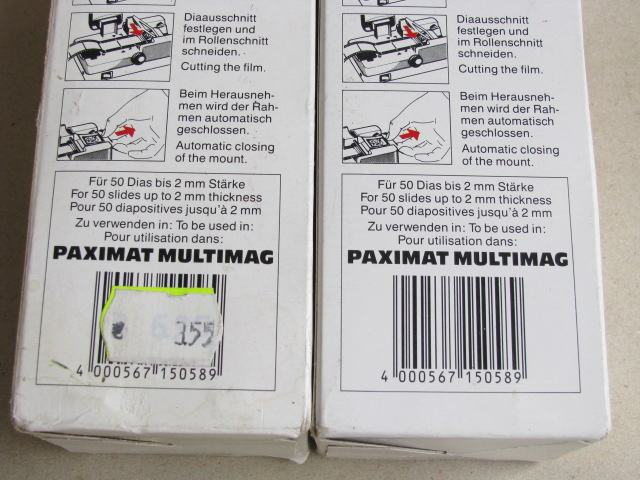 Diaausschnitt
festlegen und
im Rollenschnitt
schneiden.
Cutting the film.
Beim Herausneh-
men wird der Rah-
men automatisch
geschlossen.
Automatic closing
of the mount.
Für 50 Dias bis 2 mm Stärke
For 50 slides up to 2 mm thickness
Pour 50 diapositives jusqu'à 2 mm
Zu verwenden in: To be used in:
Pour utilisation dans:
PAXIMAT MULTIMAG
€ 3.55
4 000567 150589
Diaausschnitt
festlegen und
im Rollenschnitt
schneiden.
Cutting the film.
Beim Herausneh-
men wird der Rah-
men automatisch
geschlossen.
Automatic closing
of the mount.
Für 50 Dias bis 2 mm Stärke
For 50 slides up to 2 mm thickness
Pour 50 diapositives jusqu'à 2 mm
Zu verwenden in: To be used in:
Pour utilisation dans:
PAXIMAT MULTIMAG
4 000567 150589